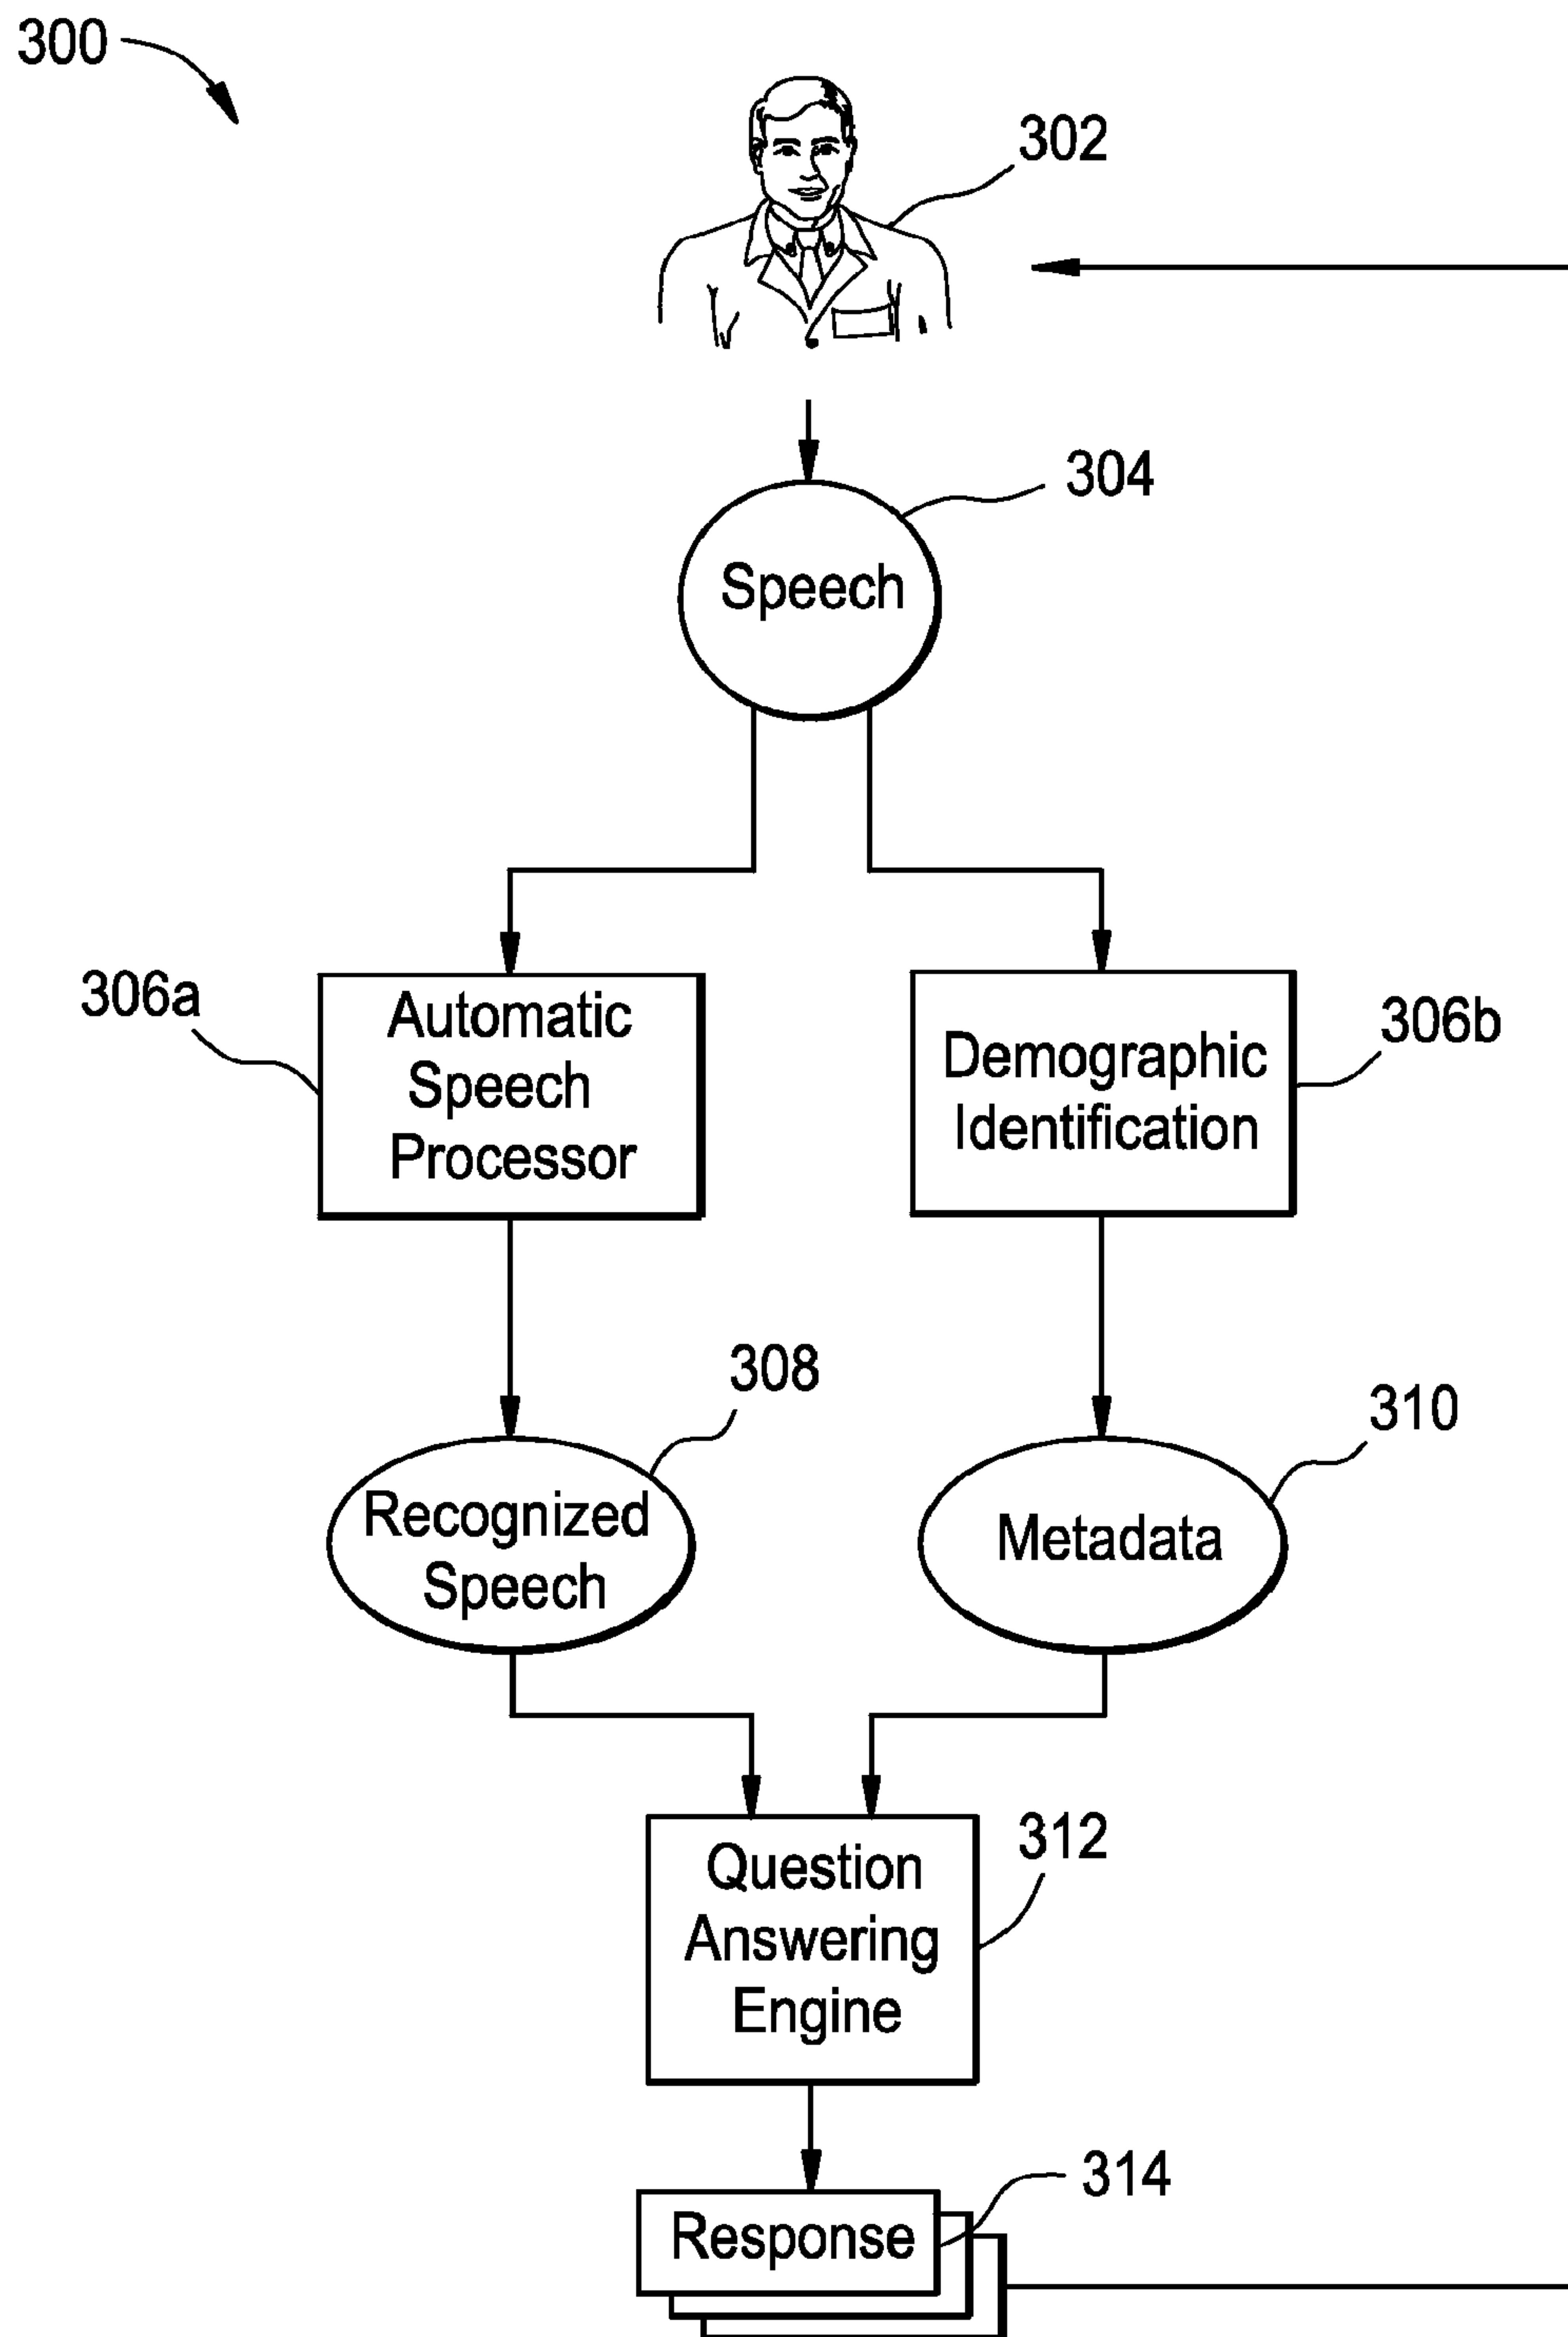 300
302
304
Speech
306a
Automatic
Speech
Processor
306b
Demographic
Identification
308
Recognized
Speech
310
Metadata
312
Question
Answering
Engine
314
Response